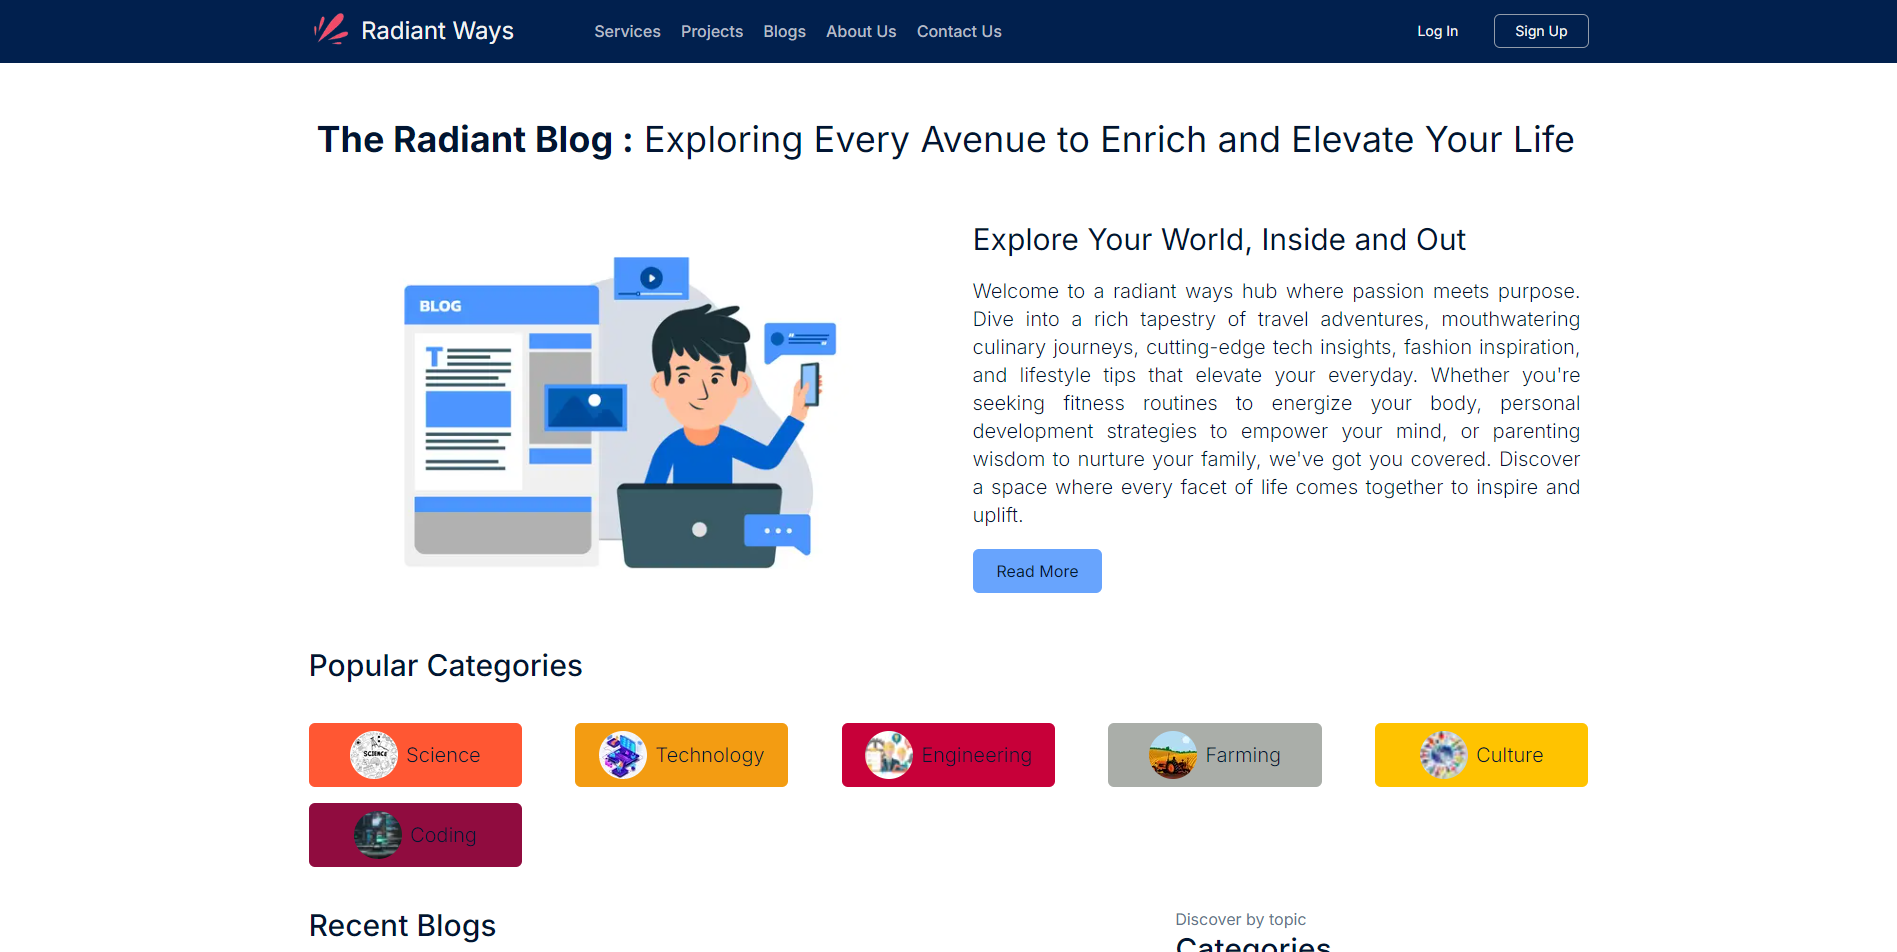 Radiant Ways
Services Projects Blogs About Us Contact Us
Log In
Sign Up
The Radiant Blog : Exploring Every Avenue to Enrich and Elevate Your Life
BLOG
T
Explore Your World, Inside and Out
Welcome to a radiant ways hub where passion meets purpose.
Dive into a rich tapestry of travel adventures, mouthwatering
culinary journeys, cutting-edge tech insights, fashion inspiration,
and lifestyle tips that elevate your everyday. Whether you're
seeking fitness routines to energize your body, personal
development strategies to empower your mind, or parenting
wisdom to nurture your family, we've got you covered. Discover
a space where every facet of life comes together to inspire and
uplift.
Read More
Popular Categories
SCIENCE
Science
Technology
Engineering
Farming
Culture
Coding
Recent Blogs
Discover by topic
Categories